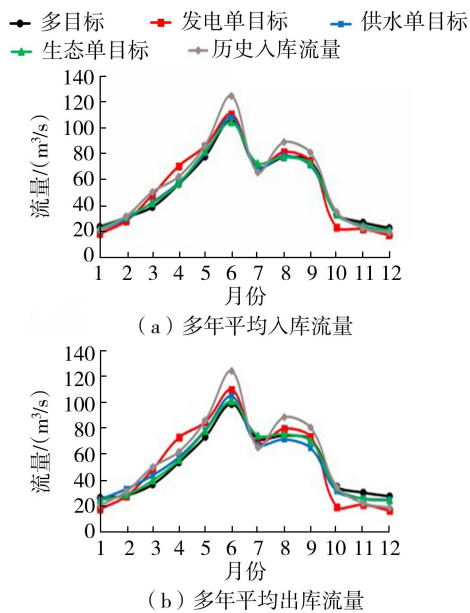 多目标 发电单目标 供水单目标
生态单目标 历史入库流量
140
120
100
80
60
40
20
0
流量/(m³/s)
1 2 3 4 5 6 7 8 9 10 11 12
月份
(a)多年平均入库流量
140
120
100
80
60
40
20
0
流量/(m³/s)
1 2 3 4 5 6 7 8 9 10 11 12
月份
(b)多年平均出库流量